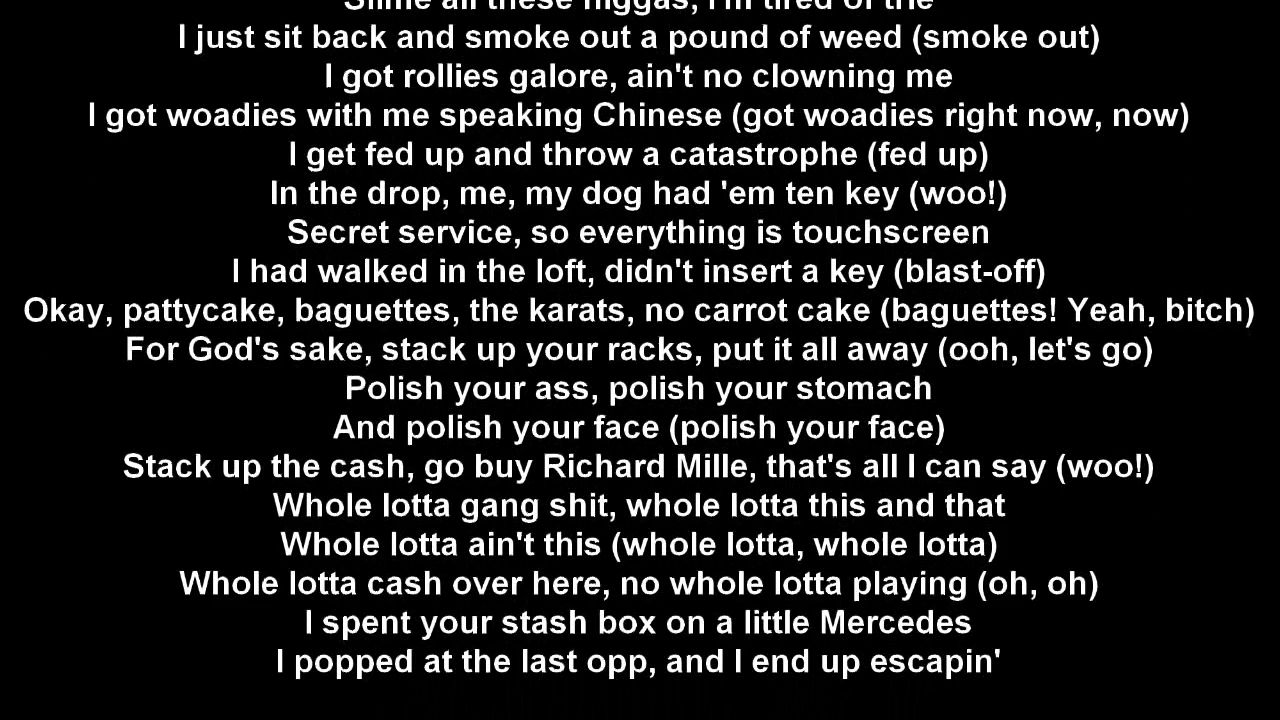 Slime all these niggas, I'm tired of the
I just sit back and smoke out a pound of weed (smoke out)
I got rollies galore, ain't no clowning me
I got woadies with me speaking Chinese (got woadies right now, now)
I get fed up and throw a catastrophe (fed up)
In the drop, me, my dog had 'em ten key (woo!)
Secret service, so everything is touchscreen
I had walked in the loft, didn't insert a key (blast-off)
Okay, pattycake, baguettes, the karats, no carrot cake (baguettes! Yeah, bitch)
For God's sake, stack up your racks, put it all away (ooh, let's go)
Polish your ass, polish your stomach
And polish your face (polish your face)
Stack up the cash, go buy Richard Mille, that's all I can say (woo!)
Whole lotta gang shit, whole lotta this and that
Whole lotta ain't this (whole lotta, whole lotta)
Whole lotta cash over here, no whole lotta playing (oh, oh)
I spent your stash box on a little Mercedes
I popped at the last opp, and I end up escapin'